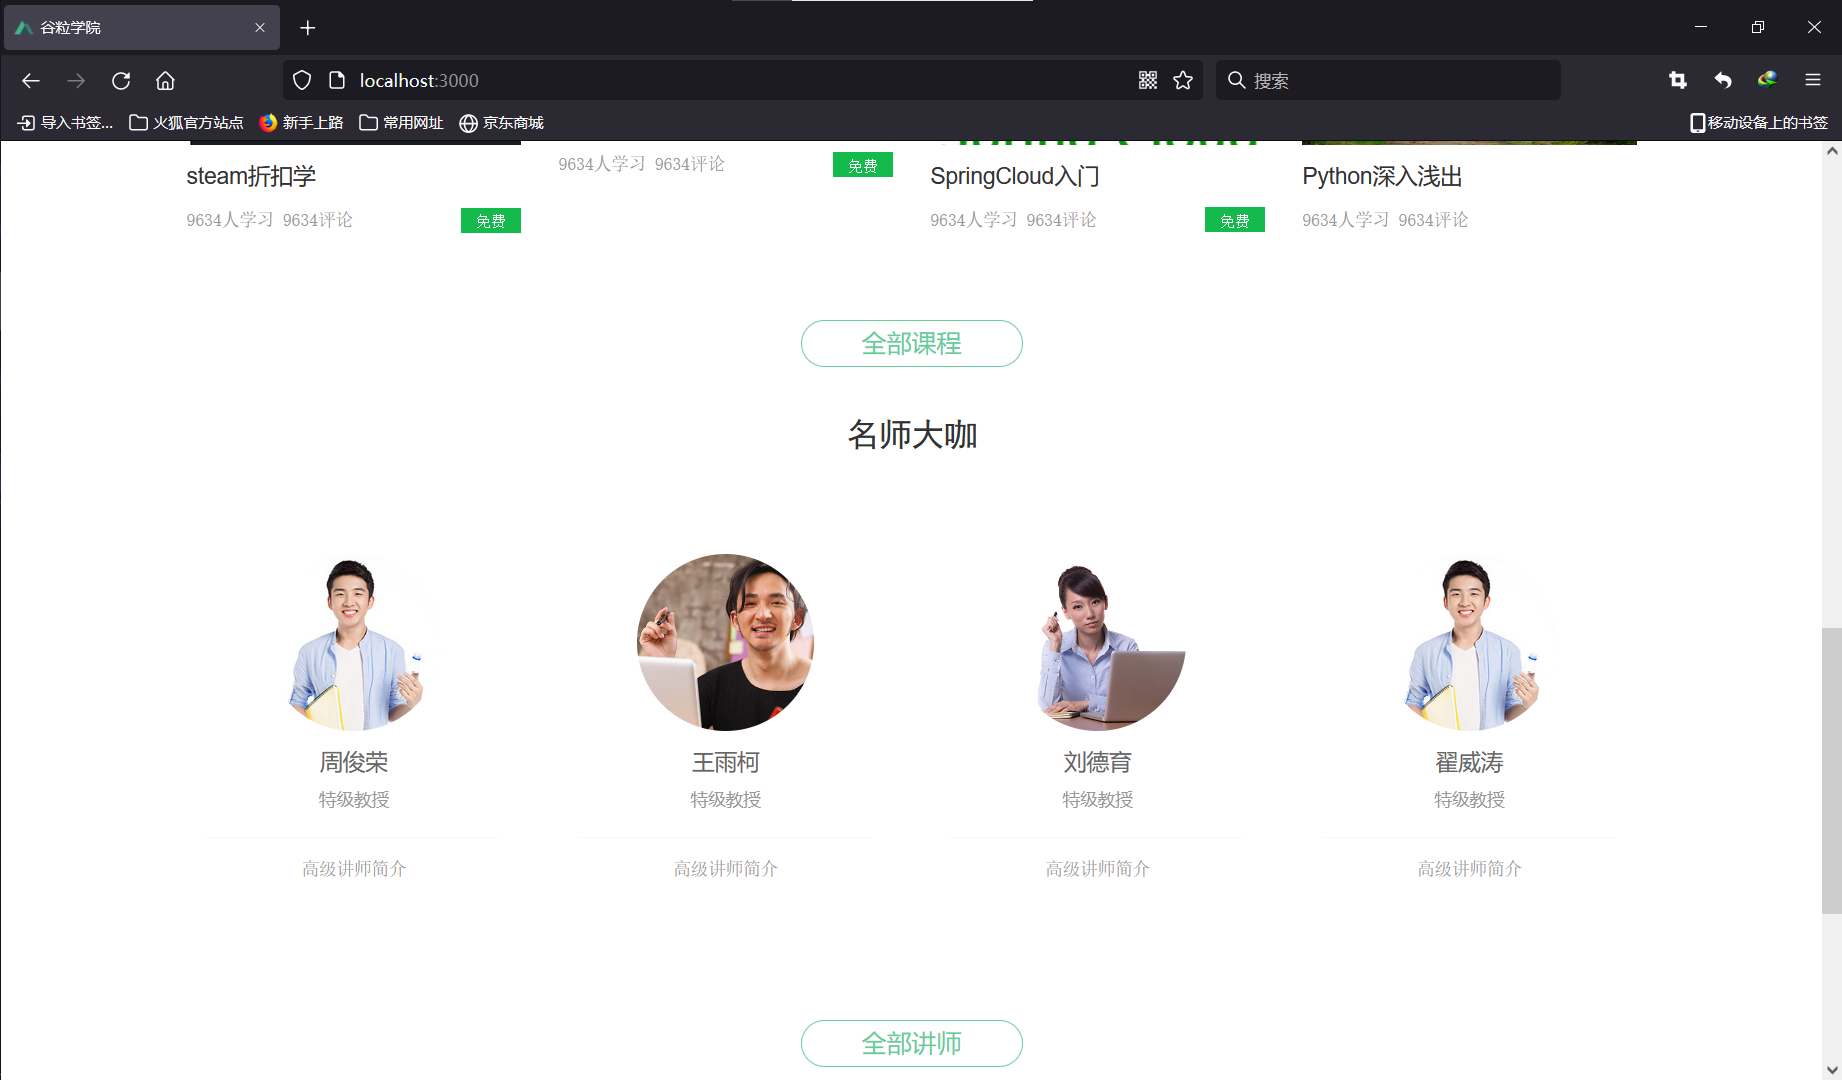 谷粒学院
localhost:3000
搜索
导入书签... 火狐官方站点 新手上路 常用网址 京东商城 移动设备上的书签
9634人学习 9634评论 免费
steam折扣学 SpringCloud入门 Python深入浅出
9634人学习 9634评论 免费 9634人学习 9634评论 免费 9634人学习 9634评论
全部课程
名师大咖
周俊荣 王雨柯 刘德育 翟威涛
特级教授 特级教授 特级教授 特级教授
高级讲师简介 高级讲师简介 高级讲师简介 高级讲师简介
全部讲师